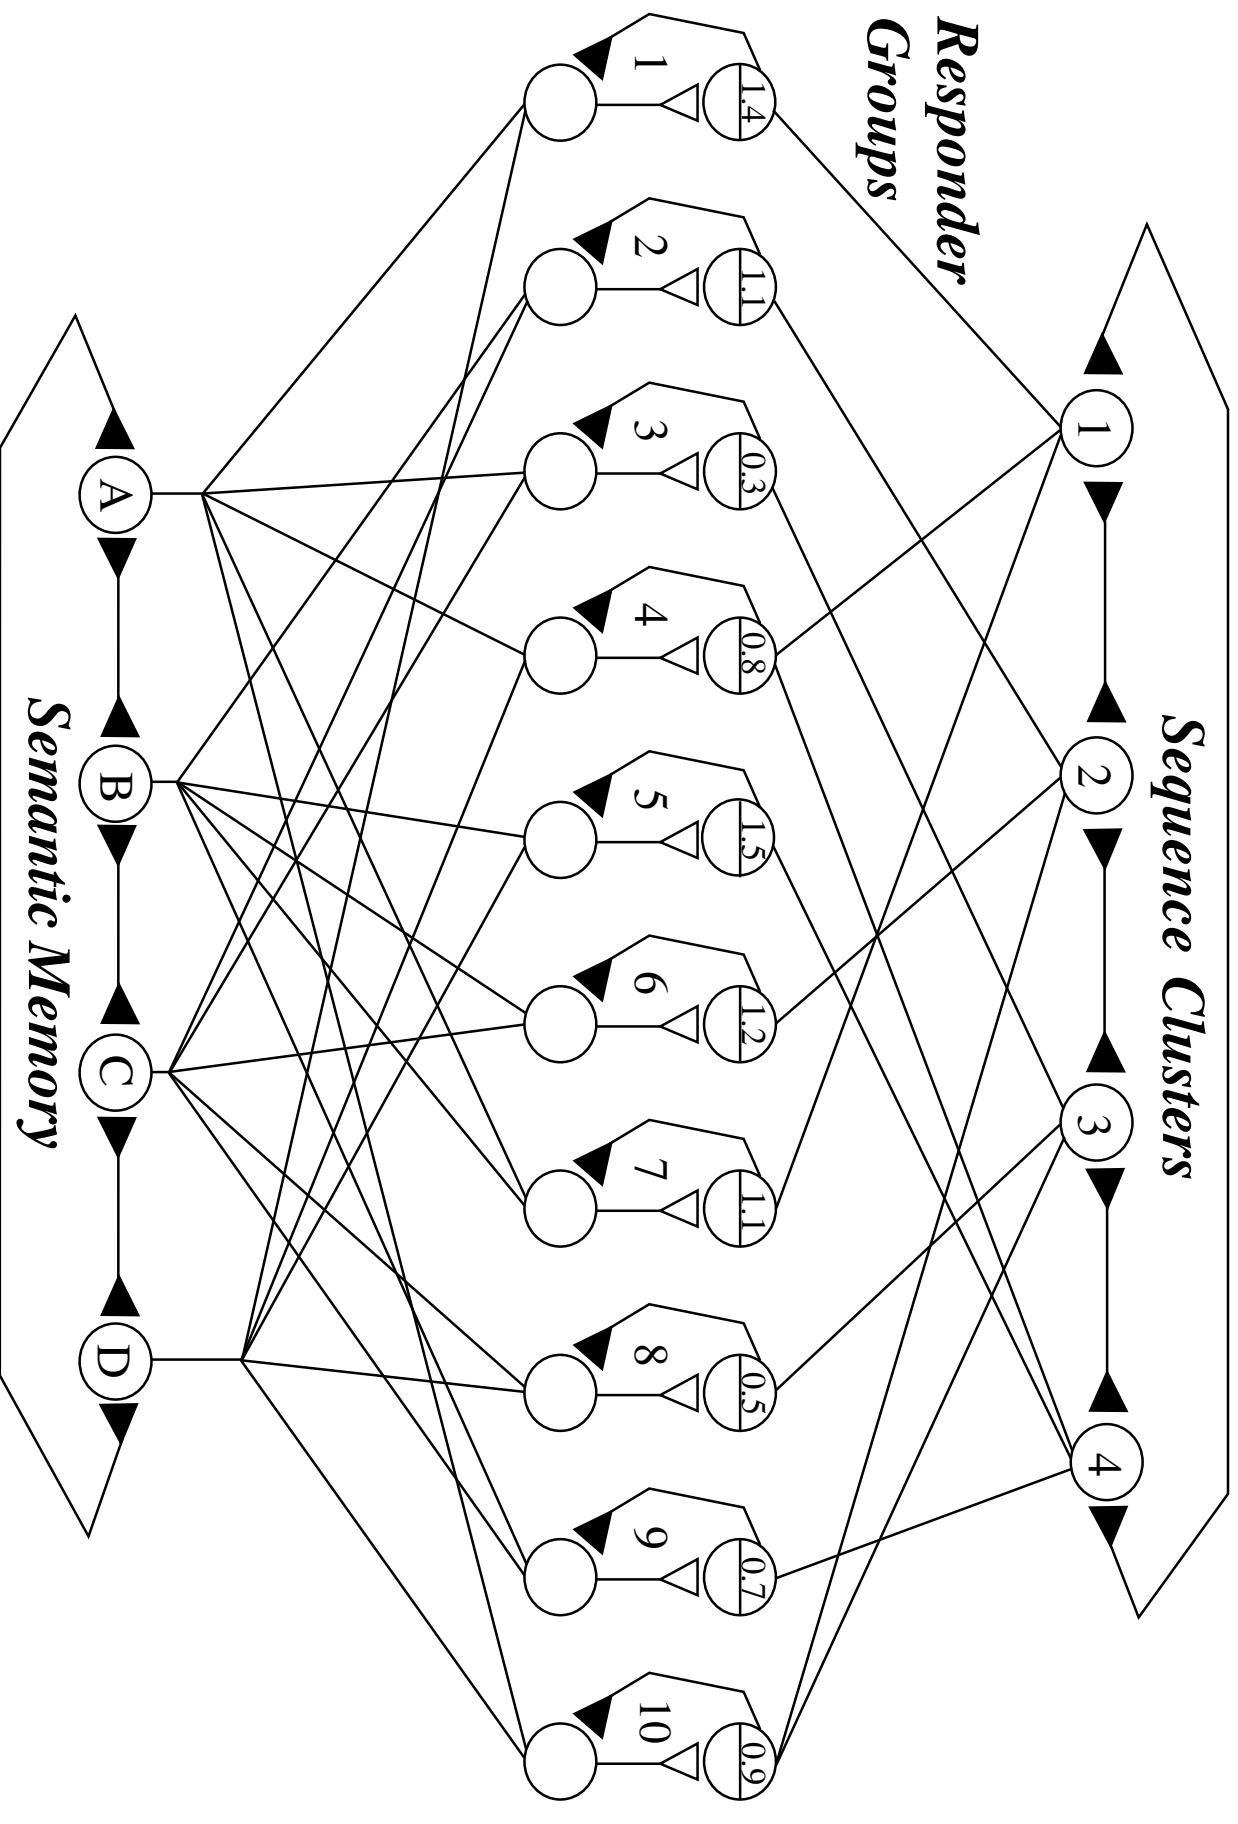 Sequence Clusters
1 2 3 4
Responder
Groups
1.4 1.1 0.3 0.8 1.5 1.2 1.1 0.5 0.7 0.9
1 2 3 4 5 6 7 8 9 10
A B C D
Semantic Memory